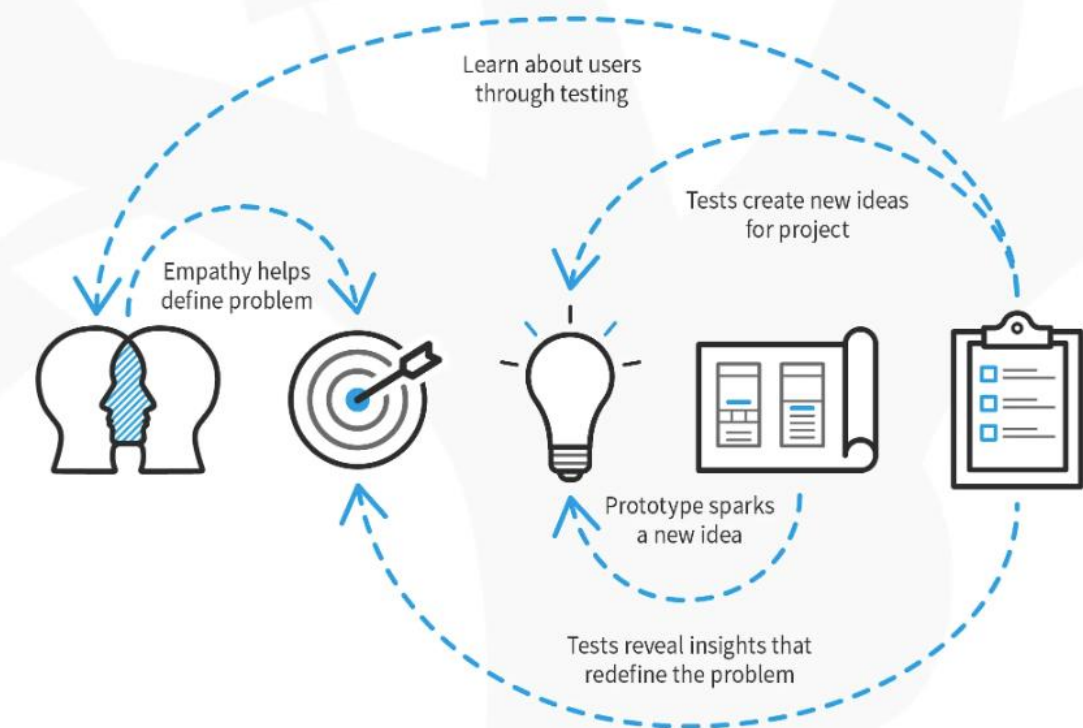 Learn about users
through testing
Tests create new ideas
for project
Empathy helps
define problem
Prototype sparks
a new idea
Tests reveal insights that
redefine the problem